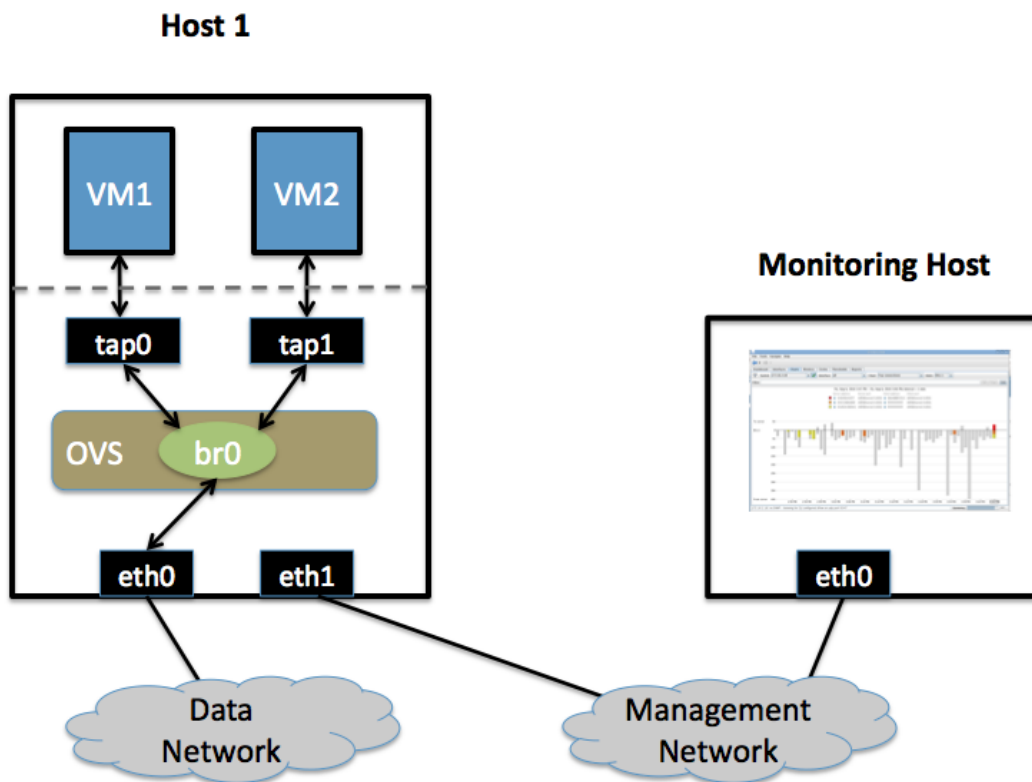 Host 1
VM1
VM2
Monitoring Host
tap0
tap1
OVS
br0
eth0
eth1
eth0
Data
Network
Management
Network